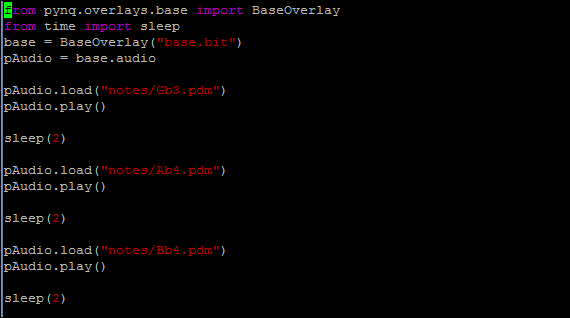 from pynq.overlays.base import BaseOverlay
from time import sleep
base = BaseOverlay("base.bit")
pAudio = base.audio
pAudio.load("notes/Gb3.pdm")
pAudio.play()
sleep(2)
pAudio.load("notes/Ab4.pdm")
pAudio.play()
sleep(2)
pAudio.load("notes/Bb4.pdm")
pAudio.play()
sleep(2)